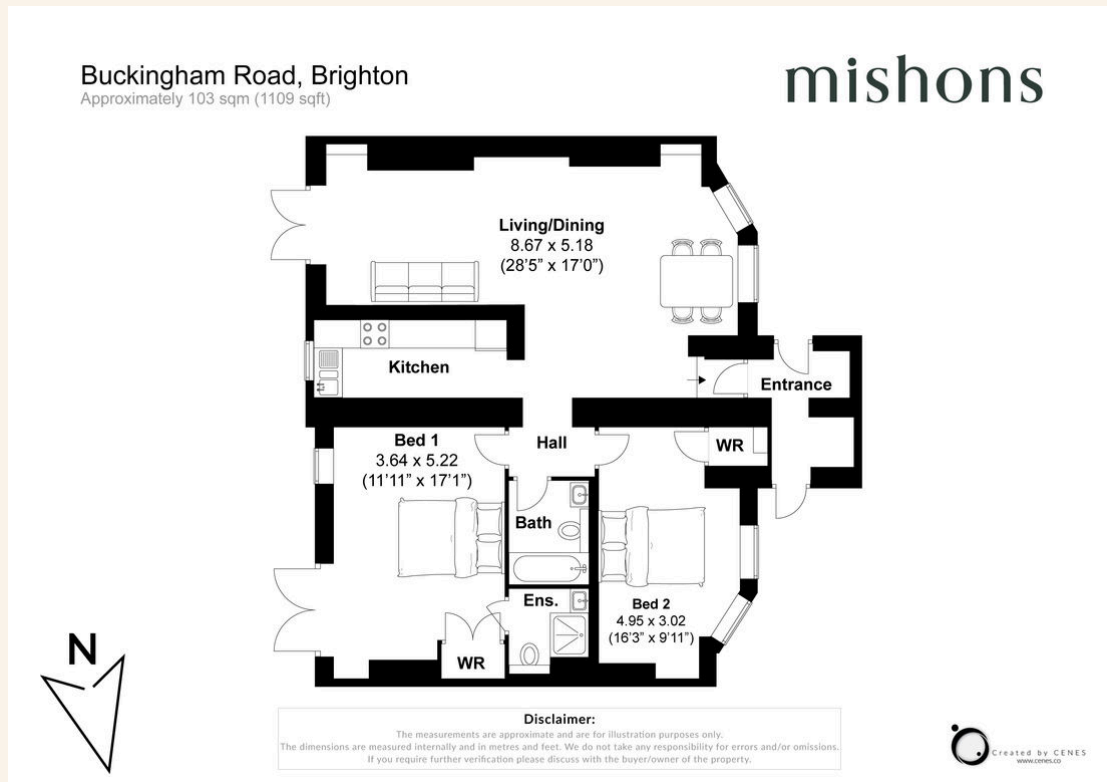 Buckingham Road, Brighton
Approximately 103 sqm (1109 sqft)
mishons
Living/Dining
8.67 x 5.18
(28'5" x 17'0")
Kitchen
Entrance
Bed 1
3.64 x 5.22
(11'11" x 17'1")
Hall
WR
Bath
Ens.
Bed 2
4.95 x 3.02
(16'3" x 9'11")
WR
N
Disclaimer:
The measurements are approximate and are for illustration purposes only.
The dimensions are measured internally and in metres and feet. We do not take any responsibility for errors and/or omissions.
If you require further verification please discuss with the buyer/owner of the property.
Created by CENES
www.cenes.co